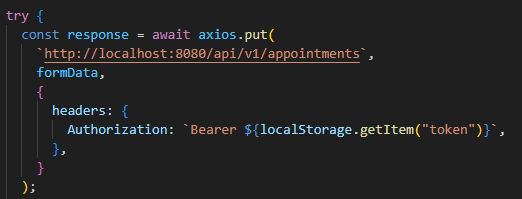 try {
const response = await axios.put(
`http://localhost:8080/api/v1/appointments`,
formData,
{
headers: {
Authorization: `Bearer ${localStorage.getItem("token")}`,
},
}
);